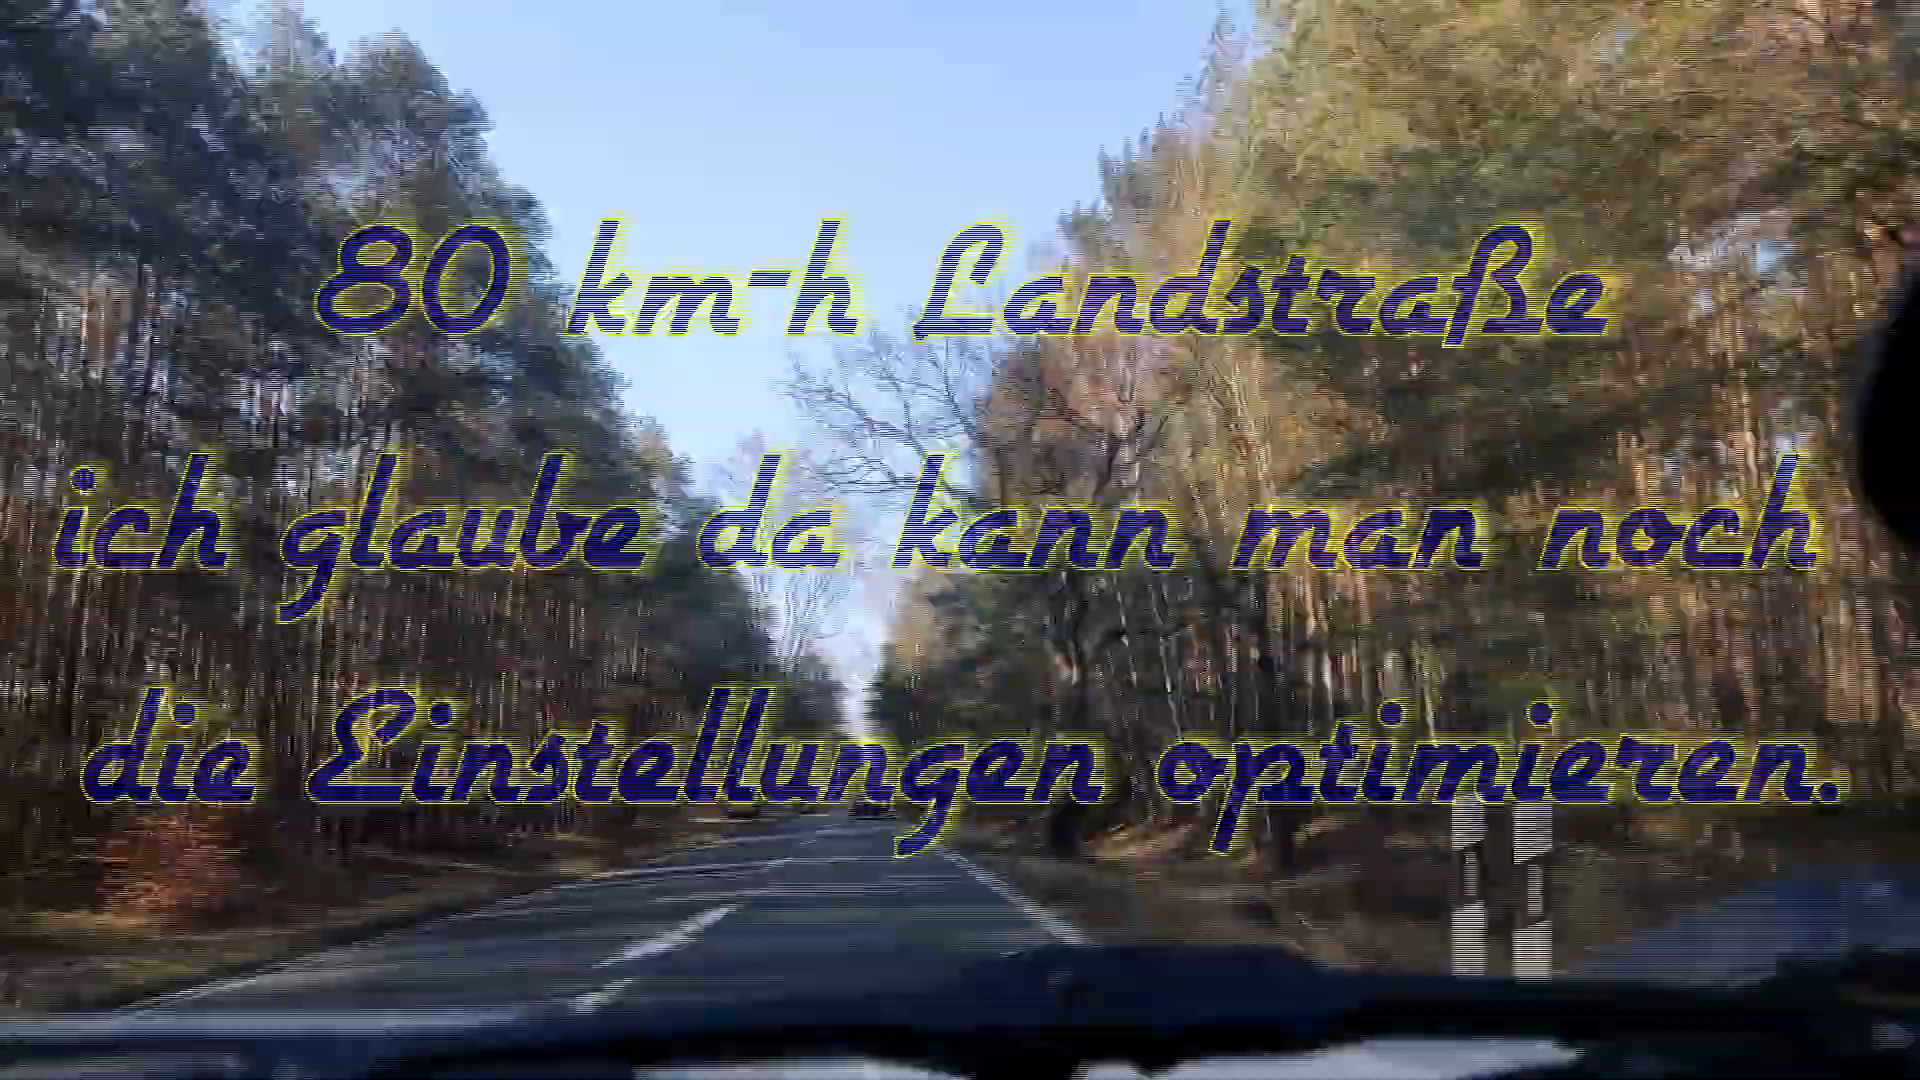 80 km-h Landstraße
ich glaube da kann man noch
die Einstellungen optimieren.